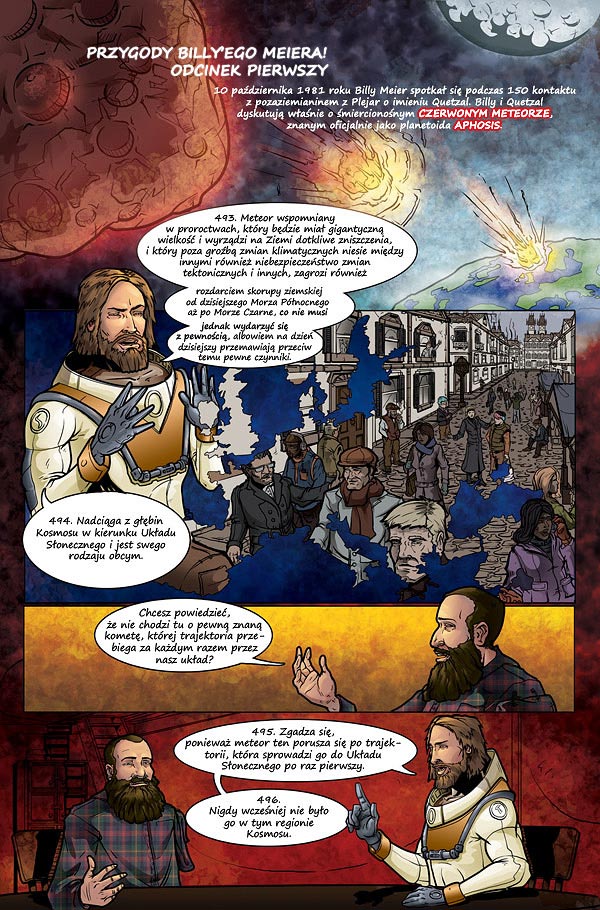 PRZYGODY BILLY'EGO MEIERA!
ODCINEK PIERWSZY
10 października 1981 roku Billy Meier spotkał się podczas 150 kontaktu
z pozaziemianinem z Plejar o imieniu Quetzal. Billy i Quetzal
dyskutują właśnie o śmiercionośnym CZERWONYM METEORZE,
znanym oficjalnie jako planetoida APHOSIS.
493. Meteor wspomniany
w proroctwach, który będzie miał gigantyczną
wielkość i wyrządzi na Ziemi dotkliwe zniszczenia,
i który poza groźbą zmian klimatycznych niesie między
innymi również niebezpieczeństwo zmian
tektonicznych i innych, zagrozi również
rozdarciem skorupy ziemskiej
od dzisiejszego Morza Północnego
aż po Morze Czarne, co nie musi
jednak wydarzyć się
z pewnością, albowiem na dzień
dzisiejszy przemawiają przeciw
temu pewne czynniki.
494. Nadciąga z głębin
Kosmosu w kierunku Układu
Słonecznego i jest swego
rodzaju obcym.
Chcesz powiedzieć,
że nie chodzi tu o pewną znaną
kometę, której trajektoria prze-
biega za każdym razem przez
nasz układ?
495. Zgadza się,
ponieważ meteor ten porusza się po trajek-
torii, która sprowadzi go do Układu
Słonecznego po raz pierwszy.
496.
Nigdy wcześniej nie było
go w tym regionie
Kosmosu.